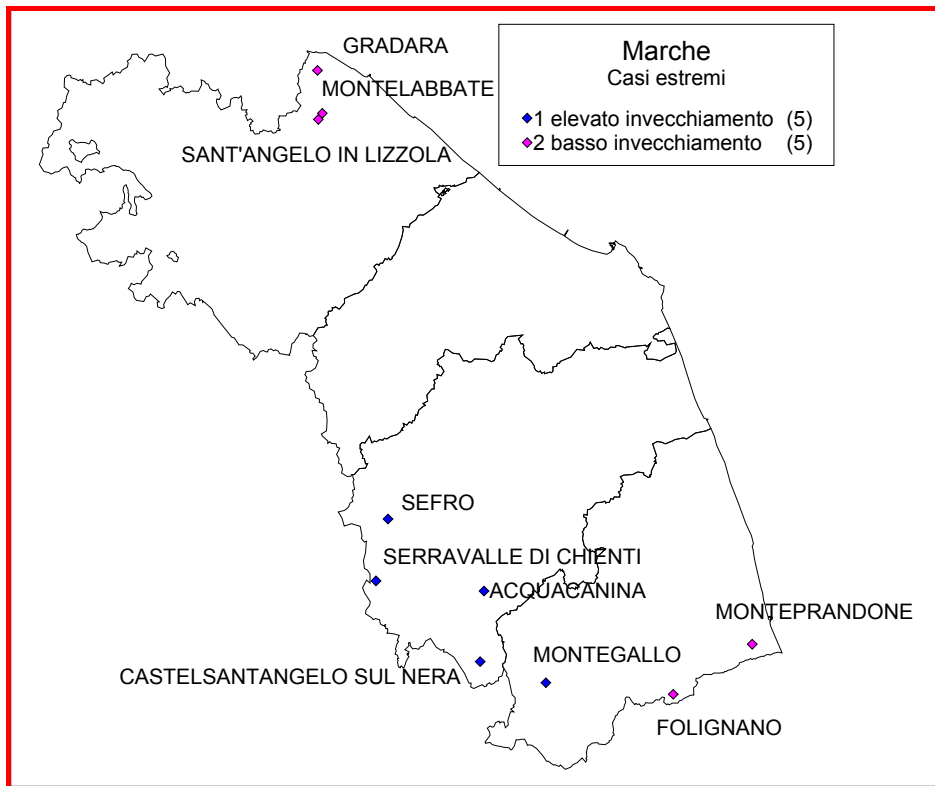 GRADARA
Marche
Casi estremi
MONTELABBATE
1 elevato invecchiamento (5)
2 basso invecchiamento (5)
SANT'ANGELO IN LIZZOLA
SEFRO
SERRAVALLE DI CHIENTI
ACQUACANINA
MONTEPRANDONE
MONTEGALLO
CASTELSANTANGELO SUL NERA
FOLIGNANO